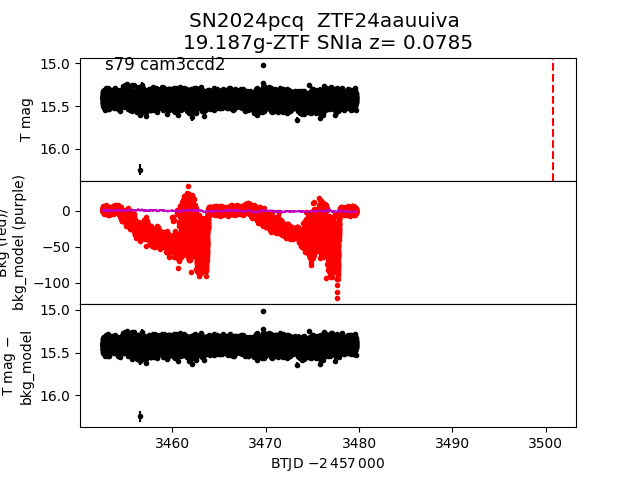 SN2024pcq  ZTF24aauuiva
19.187g-ZTF SNIa z= 0.0785
s79 cam3ccd2
T mag
15.0
15.5
16.0
Bkg (red)/
bkg_model (purple)
0
−50
−100
T mag −
bkg_model
15.0
15.5
16.0
3460 3470 3480 3490 3500
BTJD −2 457 000